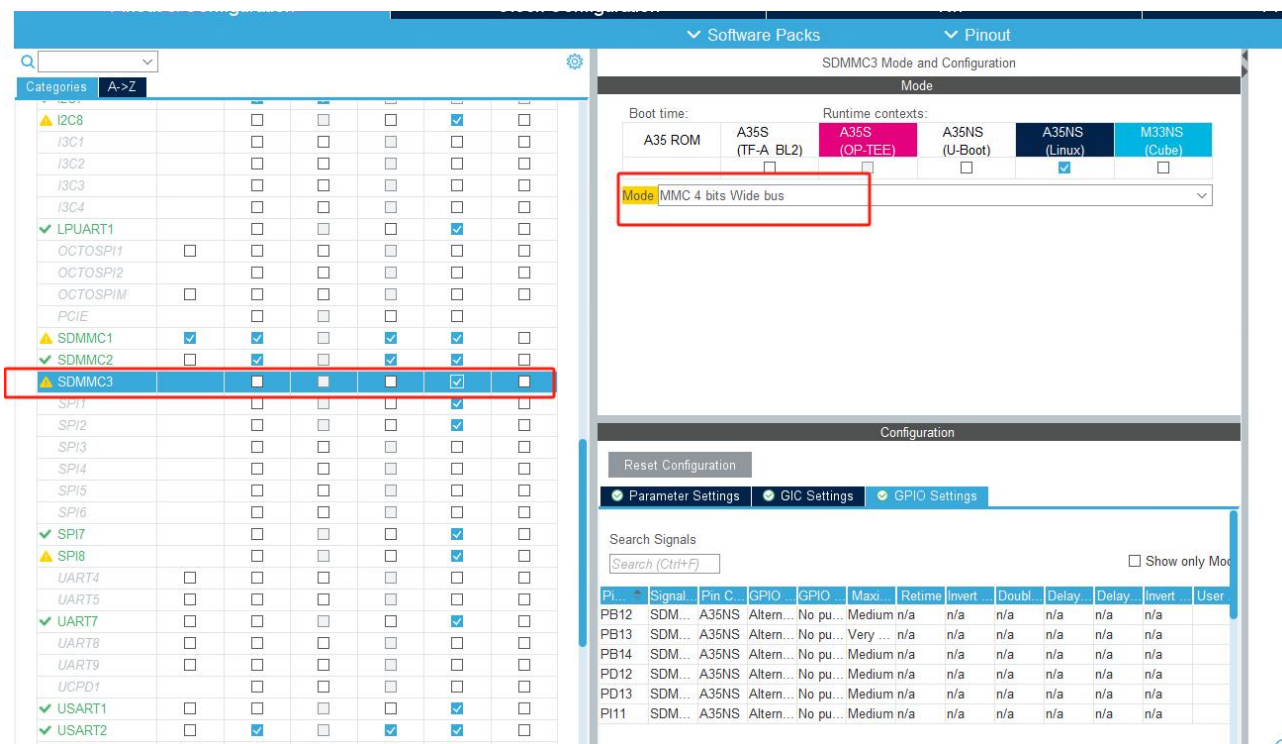 Software Packs
Pinout
Categories
A->Z
I2C8
I3C1
I3C2
I3C3
I3C4
LPUART1
OCTOSPI1
OCTOSPI2
OCTOSPIM
PCIE
SDMMC1
SDMMC2
SDMMC3
SPI1
SPI2
SPI3
SPI4
SPI5
SPI6
SPI7
SPI8
UART4
UART5
UART7
UART8
UART9
UCPD1
USART1
USART2
SDMMC3 Mode and Configuration
Mode
Boot time: Runtime contexts:
A35 ROM
A35S
(TF-A BL2)
A35S
(OP-TEE)
A35NS
(U-Boot)
A35NS
(Linux)
M33NS
(Cube)
Mode MMC 4 bits Wide bus
Configuration
Reset Configuration
Parameter Settings GIC Settings GPIO Settings
Search Signals
Search (Ctrl+F)
Show only Mod
Pi... Signal... Pin C... GPIO ... GPIO ... Maxi... Retime Invert ... Doubl... Delay... Delay... Invert ... User
PB12 SDM... A35NS Altern... No pu... Medium n/a n/a n/a n/a n/a n/a
PB13 SDM... A35NS Altern... No pu... Very ... n/a n/a n/a n/a n/a n/a
PB14 SDM... A35NS Altern... No pu... Medium n/a n/a n/a n/a n/a n/a
PD12 SDM... A35NS Altern... No pu... Medium n/a n/a n/a n/a n/a n/a
PD13 SDM... A35NS Altern... No pu... Medium n/a n/a n/a n/a n/a n/a
PI11 SDM... A35NS Altern... No pu... Medium n/a n/a n/a n/a n/a n/a